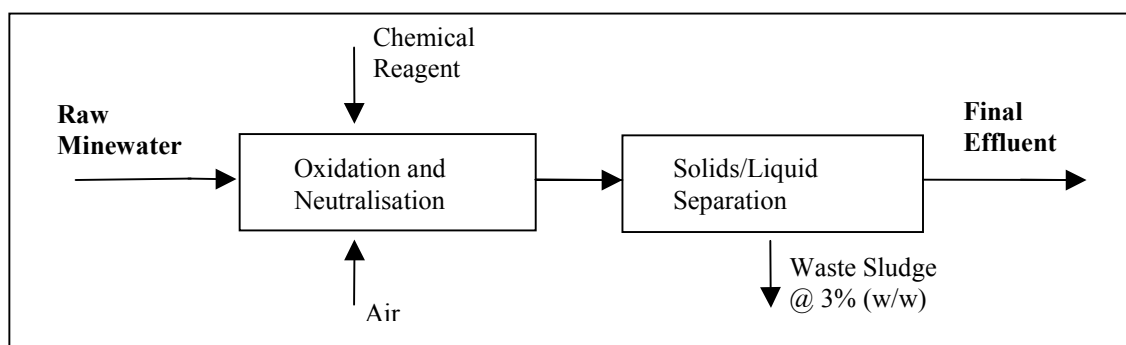 Chemical
Reagent
Raw
Minewater
Final
Effluent
Oxidation and
Neutralisation
Solids/Liquid
Separation
Waste Sludge
@ 3% (w/w)
Air